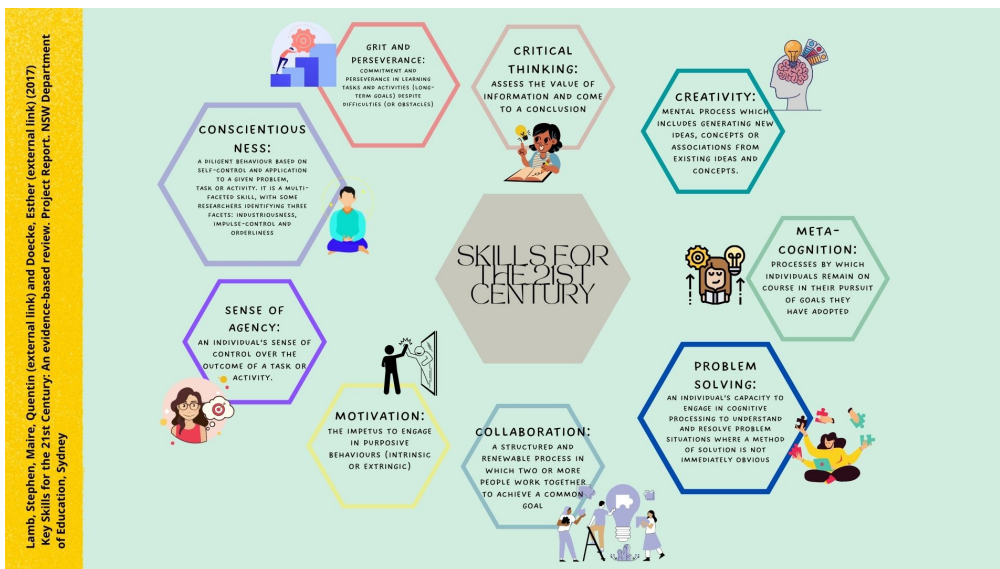 Lamb, Stephen, Maire, Quentin (external link) and Doecke, Esther (external link) (2017)
Key Skills for the 21st Century: An evidence-based review. Project Report. NSW Department
of Education, Sydney
SKILLS FOR
THE 21ST
CENTURY
GRIT AND
PERSEVERANCE:
COMMITMENT AND
PERSEVERANCE IN LEARNING
TASKS AND ACTIVITIES (LONG-
TERM GOALS) DESPITE
DIFFICULTIES (OR OBSTACLES)
CRITICAL
THINKING:
ASSESS THE VALUE OF
INFORMATION AND COME
TO A CONCLUSION
CREATIVITY:
MENTAL PROCESS WHICH
INCLUDES GENERATING NEW
IDEAS, CONCEPTS OR
ASSOCIATIONS FROM
EXISTING IDEAS AND
CONCEPTS.
META-
COGNITION:
PROCESSES BY WHICH
INDIVIDUALS REMAIN ON
COURSE IN THEIR PURSUIT
OF GOALS THEY
HAVE ADOPTED
PROBLEM
SOLVING:
AN INDIVIDUAL'S CAPACITY TO
ENGAGE IN COGNITIVE
PROCESSING TO UNDERSTAND
AND RESOLVE PROBLEM
SITUATIONS WHERE A METHOD
OF SOLUTION IS NOT
IMMEDIATELY OBVIOUS
COLLABORATION:
A STRUCTURED AND
RENEWABLE PROCESS IN
WHICH TWO OR MORE
PEOPLE WORK TOGETHER
TO ACHIEVE A COMMON
GOAL
MOTIVATION:
THE IMPETUS TO ENGAGE
IN PURPOSIVE
BEHAVIOURS (INTRINSIC
OR EXTRINGIC)
SENSE OF
AGENCY:
AN INDIVIDUAL'S SENSE OF
CONTROL OVER THE
OUTCOME OF A TASK OR
ACTIVITY.
CONSCIENTIOUS
NESS:
A DILIGENT BEHAVIOUR BASED ON
SELF-CONTROL AND APPLICATION
TO A GIVEN PROBLEM,
TASK OR ACTIVITY. IT IS A MULTI-
FACETED SKILL, WITH SOME
RESEARCHERS IDENTIFYING THREE
FACETS: INDUSTRIOUSNESS,
IMPULSE-CONTROL AND
ORDERLINESS